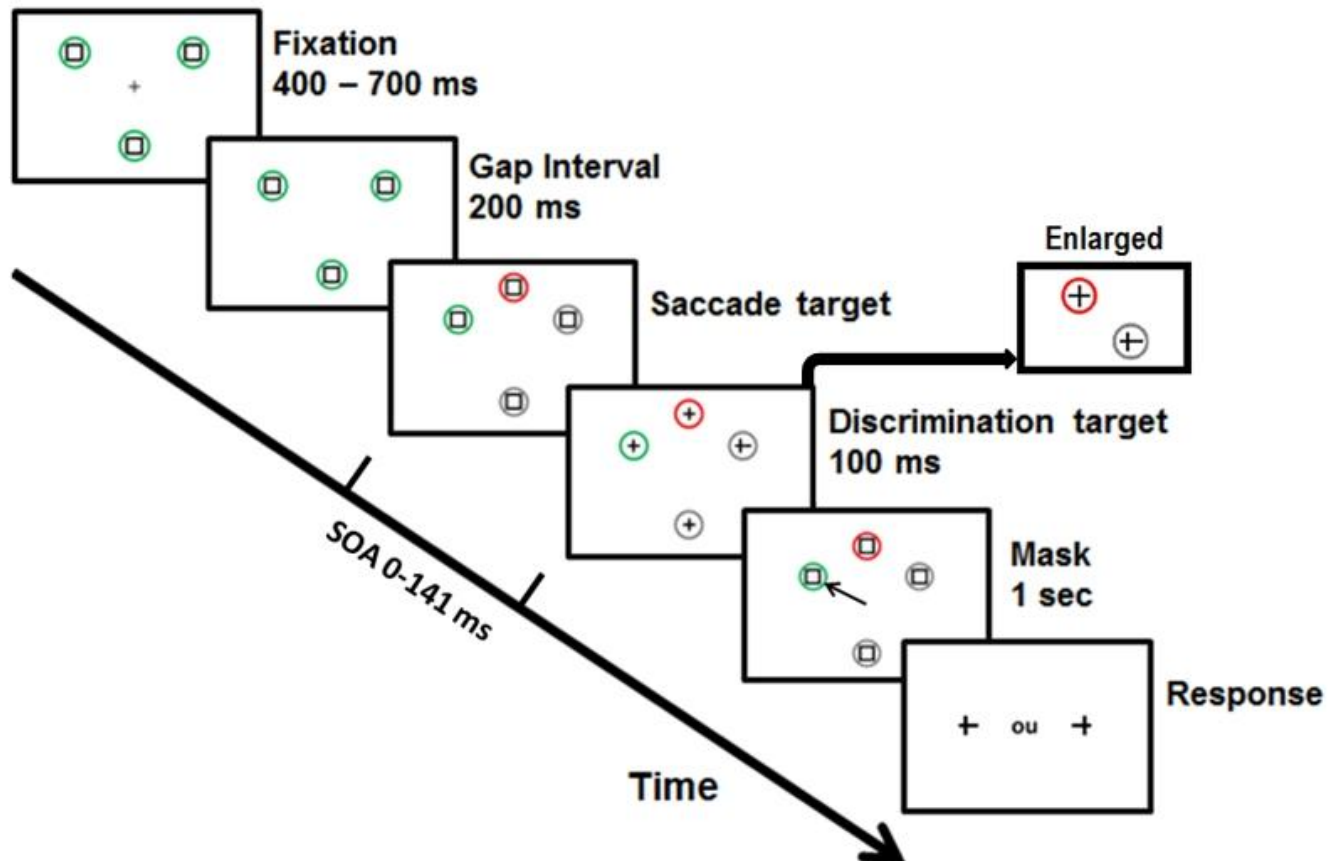 Fixation
400 – 700 ms
Gap Interval
200 ms
Enlarged
Saccade target
Discrimination target
100 ms
SOA 0-141 ms
Mask
1 sec
Response
ou
Time